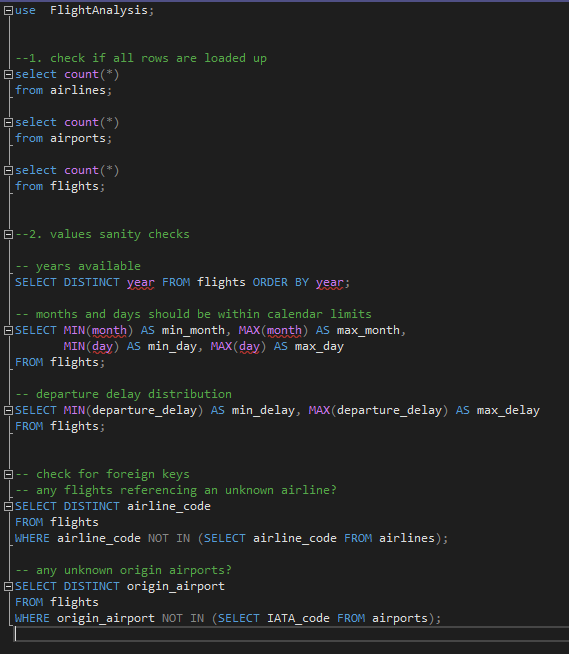 use  FlightAnalysis;
--1. check if all rows are loaded up
select count(*)
from airlines;
select count(*)
from airports;
select count(*)
from flights;
--2. values sanity checks
-- years available
SELECT DISTINCT year FROM flights ORDER BY year;
-- months and days should be within calendar limits
SELECT MIN(month) AS min_month, MAX(month) AS max_month,
       MIN(day) AS min_day, MAX(day) AS max_day
FROM flights;
-- departure delay distribution
SELECT MIN(departure_delay) AS min_delay, MAX(departure_delay) AS max_delay
FROM flights;
-- check for foreign keys
-- any flights referencing an unknown airline?
SELECT DISTINCT airline_code
FROM flights
WHERE airline_code NOT IN (SELECT airline_code FROM airlines);
-- any unknown origin airports?
SELECT DISTINCT origin_airport
FROM flights
WHERE origin_airport NOT IN (SELECT IATA_code FROM airports);